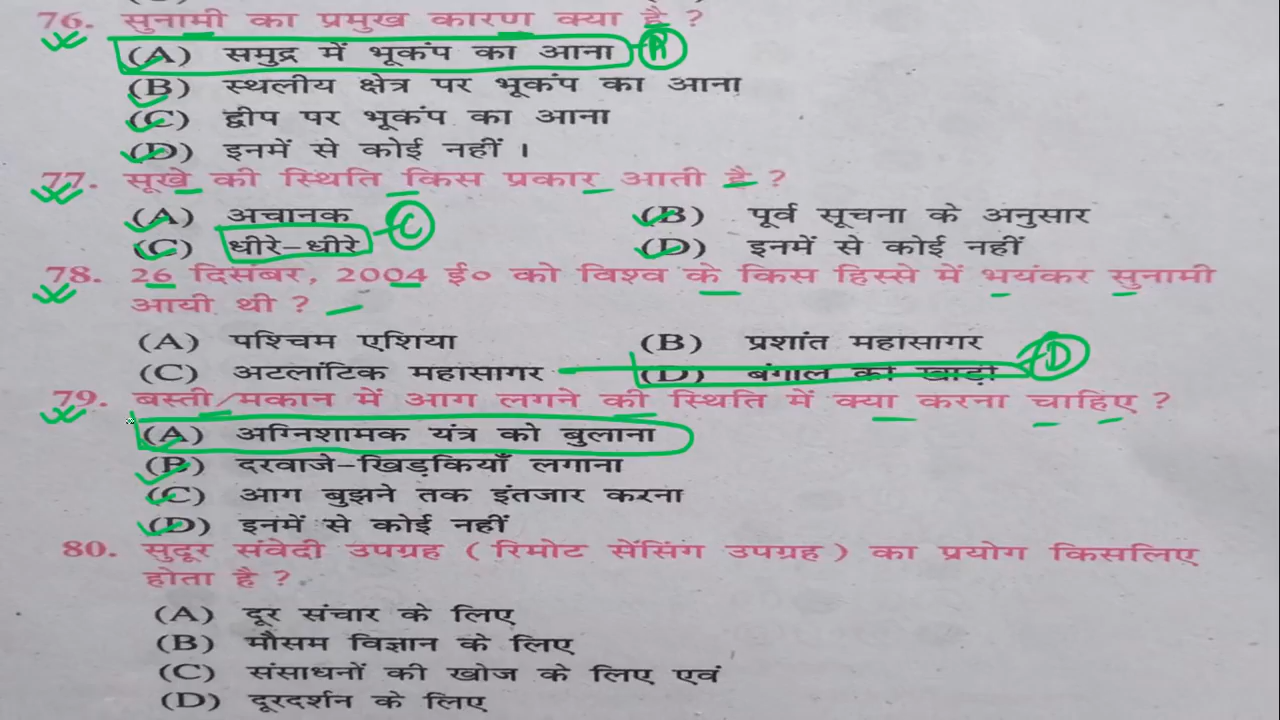 76. सुनामी का प्रमुख कारण क्या है ?
(A) समुद्र में भूकंप का आना A
(B) स्थलीय क्षेत्र पर भूकंप का आना
(C) द्वीप पर भूकंप का आना
(D) इनमें से कोई नहीं ।
77. सूखे की स्थिति किस प्रकार आती है ?
(A) अचानक (B) पूर्व सूचना के अनुसार
(C) धीरे-धीरे C (D) इनमें से कोई नहीं
78. 26 दिसंबर, 2004 ई० को विश्व के किस हिस्से में भयंकर सुनामी
आयी थी ?
(A) पश्चिम एशिया (B) प्रशांत महासागर
(C) अटलांटिक महासागर (D) बंगाल की खाड़ी D
79. बस्ती/मकान में आग लगने की स्थिति में क्या करना चाहिए ?
(A) अग्निशामक यंत्र को बुलाना
(B) दरवाजे-खिड़कियाँ लगाना
(C) आग बुझने तक इंतजार करना
(D) इनमें से कोई नहीं
80. सुदूर संवेदी उपग्रह ( रिमोट सेंसिंग उपग्रह ) का प्रयोग किसलिए
होता है ?
(A) दूर संचार के लिए
(B) मौसम विज्ञान के लिए
(C) संसाधनों की खोज के लिए एवं
(D) दूरदर्शन के लिए